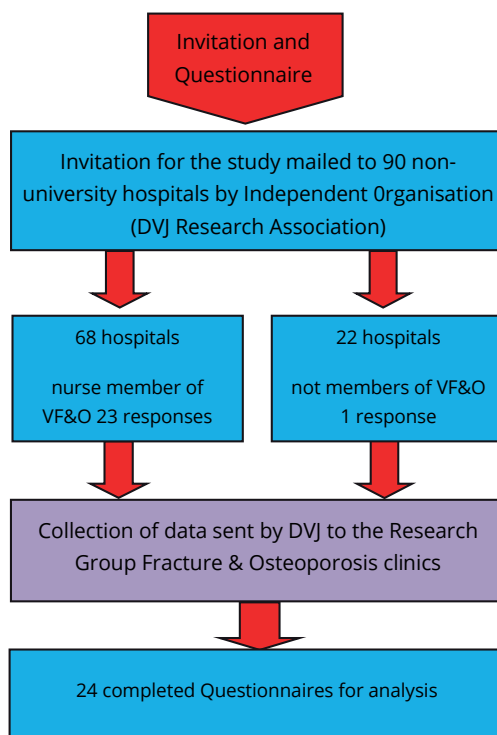 Invitation and
Questionnaire
Invitation for the study mailed to 90 non-
university hospitals by Independent 0rganisation
(DVJ Research Association)
68 hospitals
nurse member of
VF&O 23 responses
22 hospitals
not members of VF&O
1 response
Collection of data sent by DVJ to the Research
Group Fracture & Osteoporosis clinics
24 completed Questionnaires for analysis